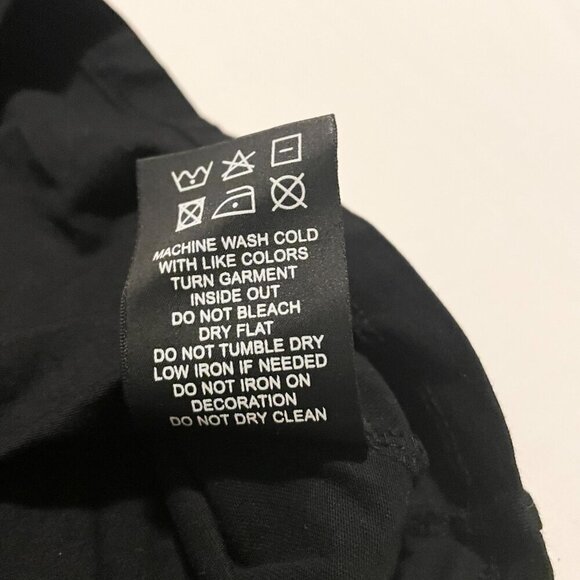 MACHINE WASH COLD
WITH LIKE COLORS
TURN GARMENT
INSIDE OUT
DO NOT BLEACH
DRY FLAT
DO NOT TUMBLE DRY
LOW IRON IF NEEDED
DO NOT IRON ON
DECORATION
DO NOT DRY CLEAN